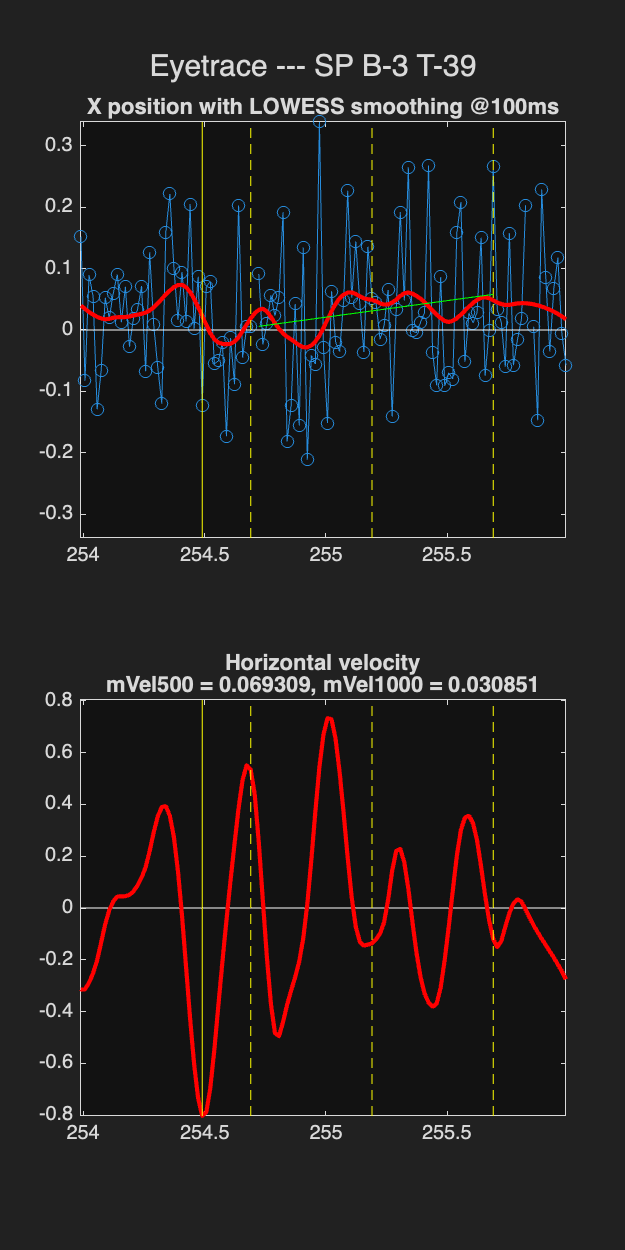 Eyetrace --- SP B-3 T-39
X position with LOWESS smoothing @100ms
0.3
0.2
0.1
0
-0.1
-0.2
-0.3
254 254.5 255 255.5
Horizontal velocity
mVel500 = 0.069309, mVel1000 = 0.030851
0.8
0.6
0.4
0.2
0
-0.2
-0.4
-0.6
-0.8
254 254.5 255 255.5